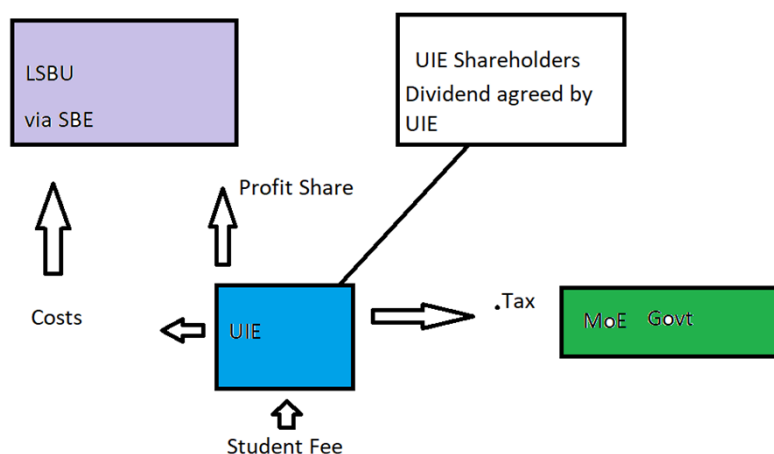 LSBU
via SBE
UIE Shareholders
Dividend agreed by
UIE
Profit Share
Costs
UIE
.Tax
MoE Govt
Student Fee